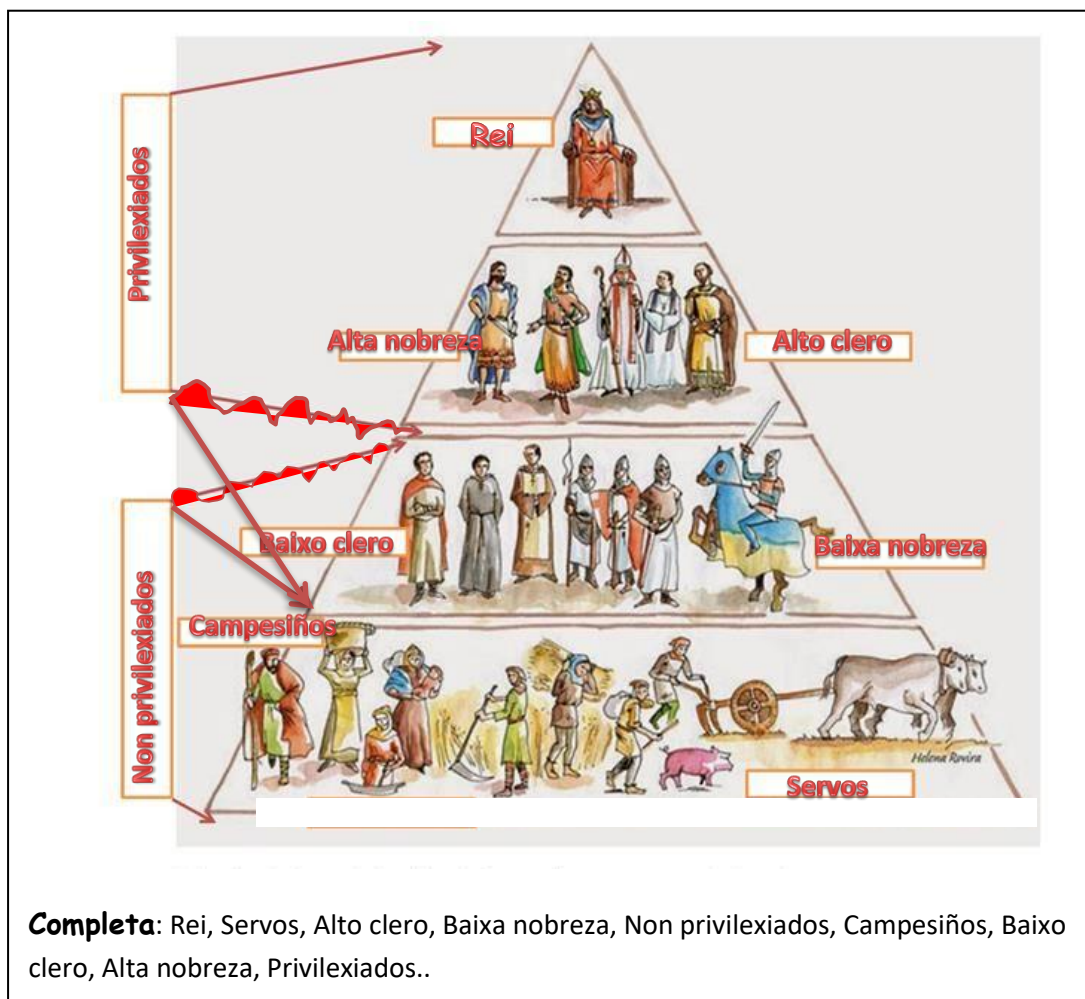 Rei
Privilexiados
Alta nobreza
Alto clero
Baixo clero
Baixa nobreza
Campesiños
Non privilexiados
Helena Rovira
Servos
Completa: Rei, Servos, Alto clero, Baixa nobreza, Non privilexiados, Campesiños, Baixo
clero, Alta nobreza, Privilexiados..